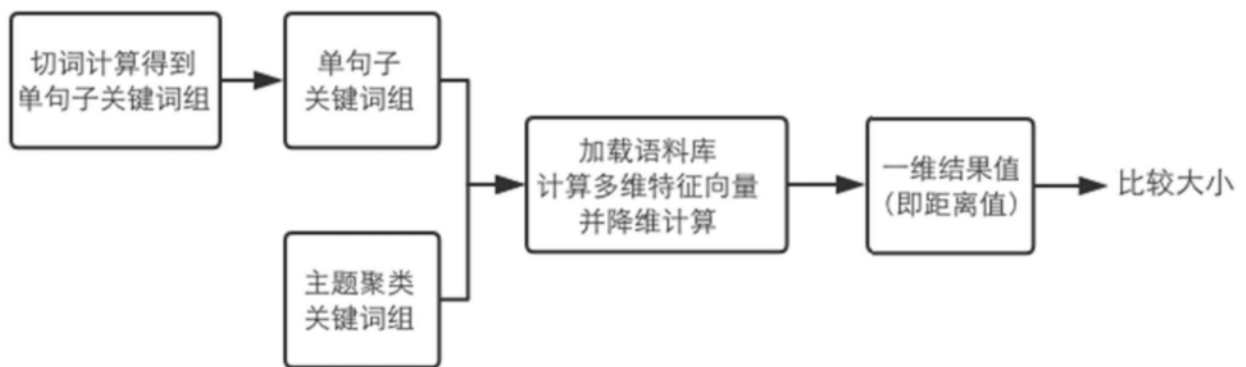 切词计算得到
单句子关键词组
单句子
关键词组
主题聚类
关键词组
加载语料库
计算多维特征向量
并降维计算
一维结果值
（即距离值）
比较大小